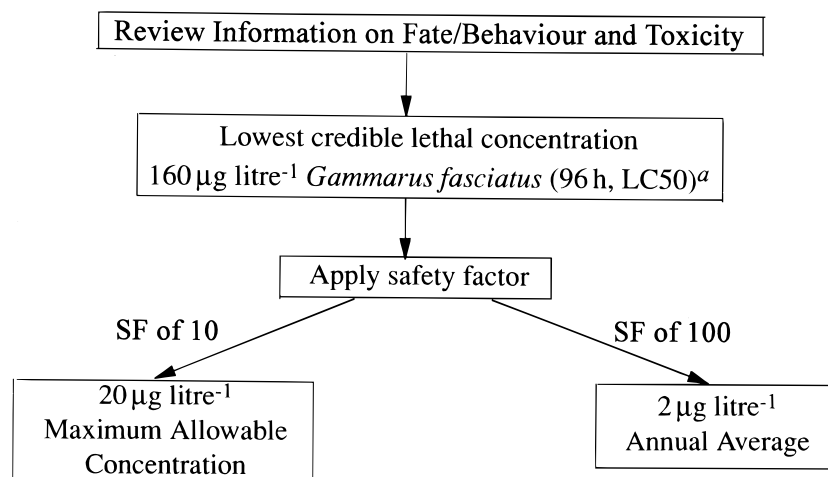 Review Information on Fate/Behaviour and Toxicity
Lowest credible lethal concentration
160 µg litre⁻¹ Gammarus fasciatus (96 h, LC50)ᵃ
Apply safety factor
SF of 10
SF of 100
20 µg litre⁻¹
Maximum Allowable
Concentration
2 µg litre⁻¹
Annual Average